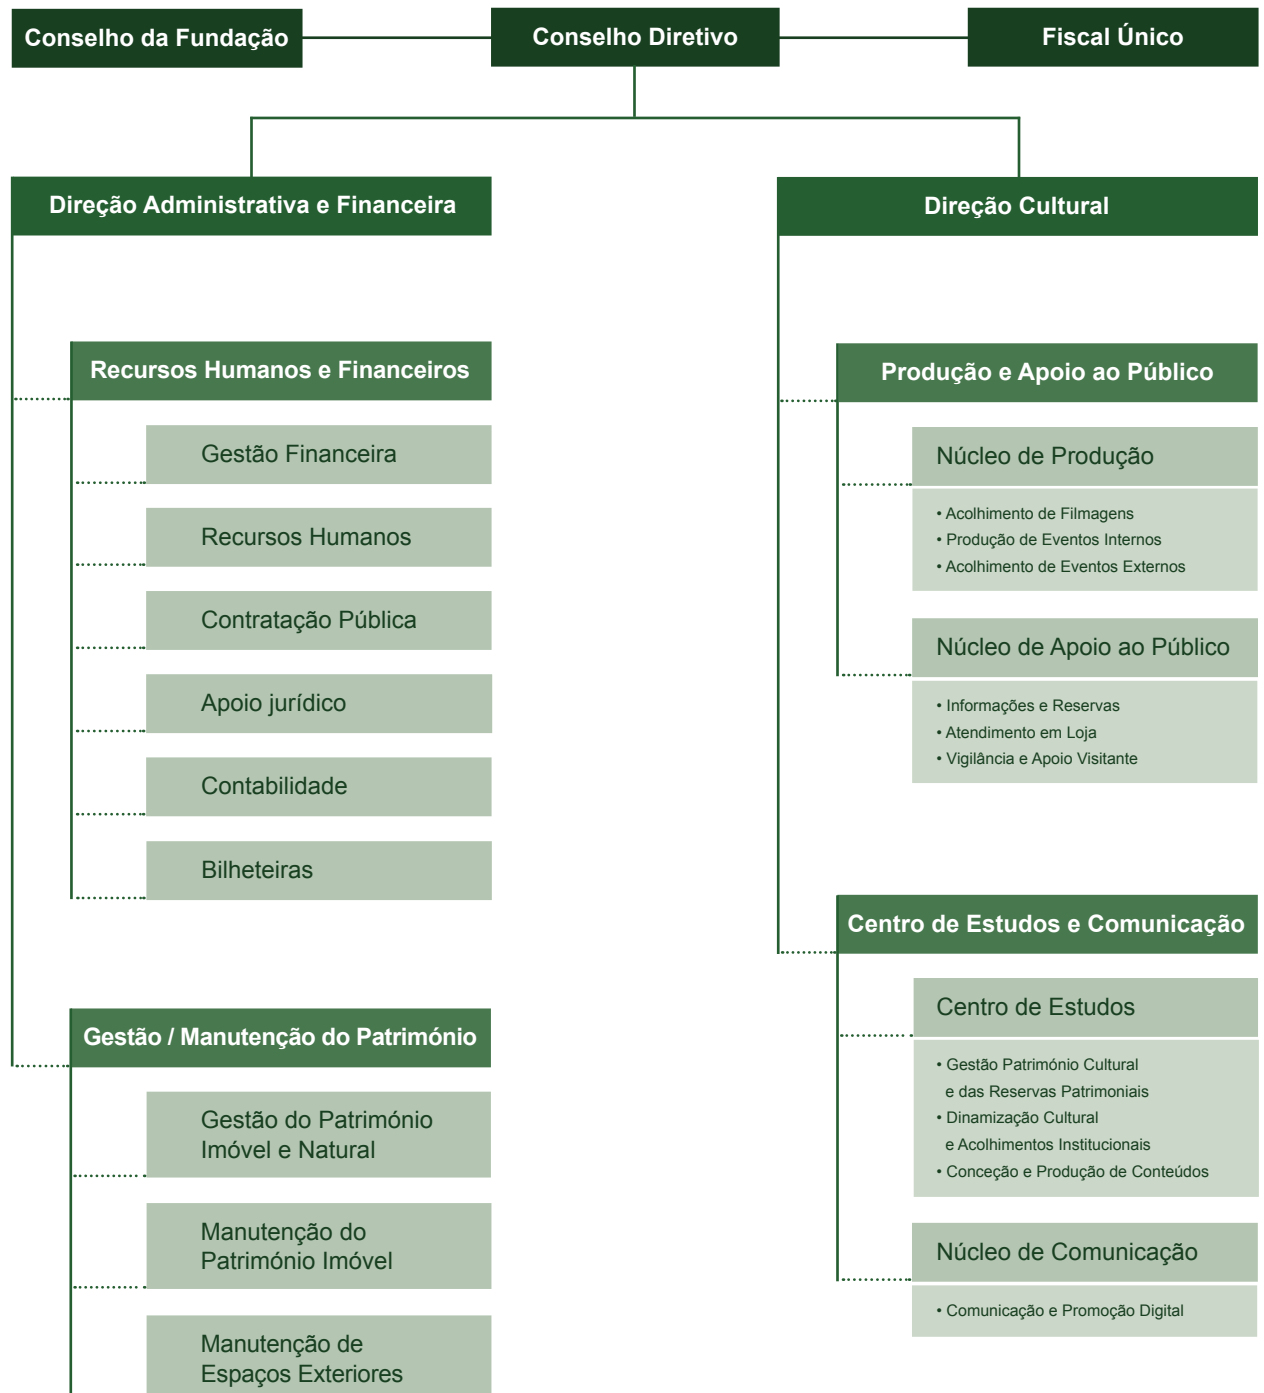 Conselho da Fundação
Conselho Diretivo
Fiscal Único
Direção Administrativa e Financeira
Recursos Humanos e Financeiros
Gestão Financeira
Recursos Humanos
Contratação Pública
Apoio jurídico
Contabilidade
Bilheteiras
Gestão / Manutenção do Património
Gestão do Património
Imóvel e Natural
Manutenção do
Património Imóvel
Manutenção de
Espaços Exteriores
Direção Cultural
Produção e Apoio ao Público
Núcleo de Produção
• Acolhimento de Filmagens
• Produção de Eventos Internos
• Acolhimento de Eventos Externos
Núcleo de Apoio ao Público
• Informações e Reservas
• Atendimento em Loja
• Vigilância e Apoio Visitante
Centro de Estudos e Comunicação
Centro de Estudos
• Gestão Património Cultural
e das Reservas Patrimoniais
• Dinamização Cultural
e Acolhimentos Institucionais
• Conceção e Produção de Conteúdos
Núcleo de Comunicação
• Comunicação e Promoção Digital